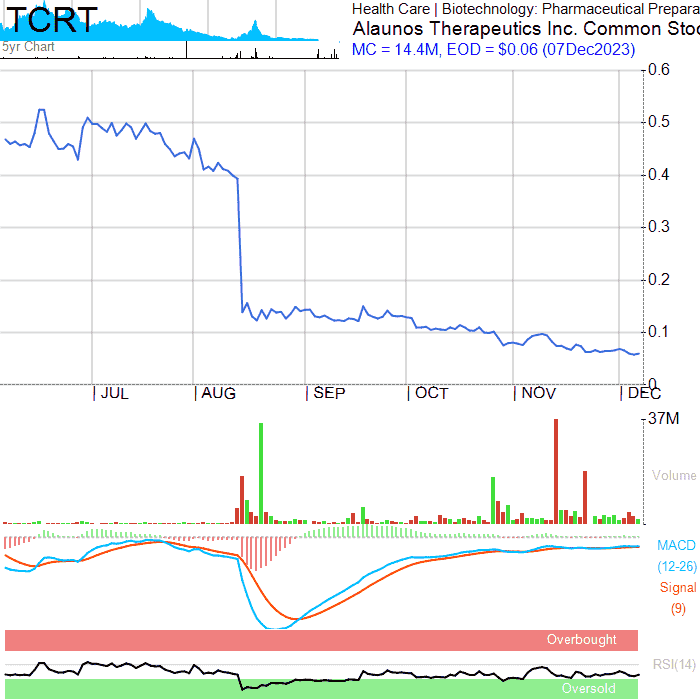 TCRT
5yr Chart
Health Care | Biotechnology: Pharmaceutical Prepara
Alaunos Therapeutics Inc. Common Stoc
MC = 14.4M, EOD = $0.06 (07Dec2023)
0.6
0.5
0.4
0.3
0.2
0.1
0
JUL AUG SEP OCT NOV DEC
37M
Volume
MACD
(12-26)
Signal
(9)
Overbought
RSI(14)
Oversold